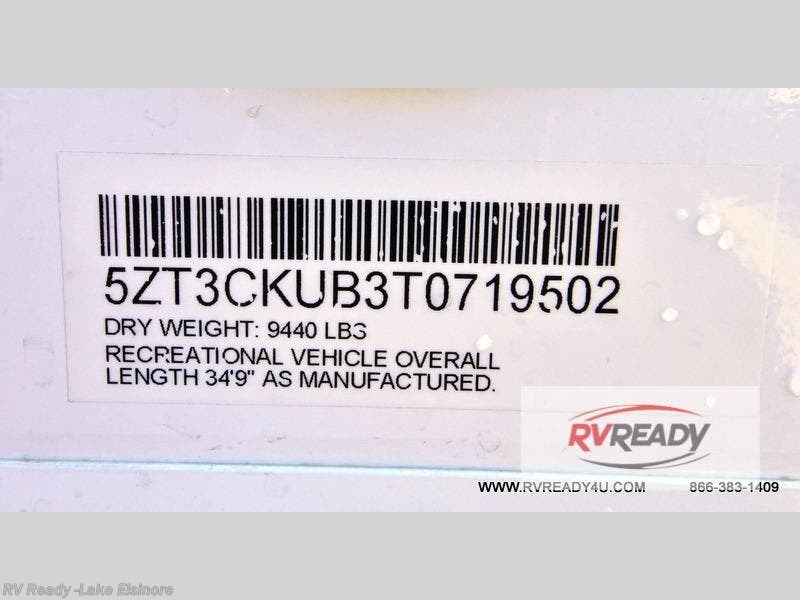 5ZT3CKUB3T0719502
DRY WEIGHT: 9440 LBS
RECREATIONAL VEHICLE OVERALL
LENGTH 34'9" AS MANUFACTURED.
RVREADY
WWW.RVREADY4U.COM 866-383-1409
RV Ready -Lake Elsinore